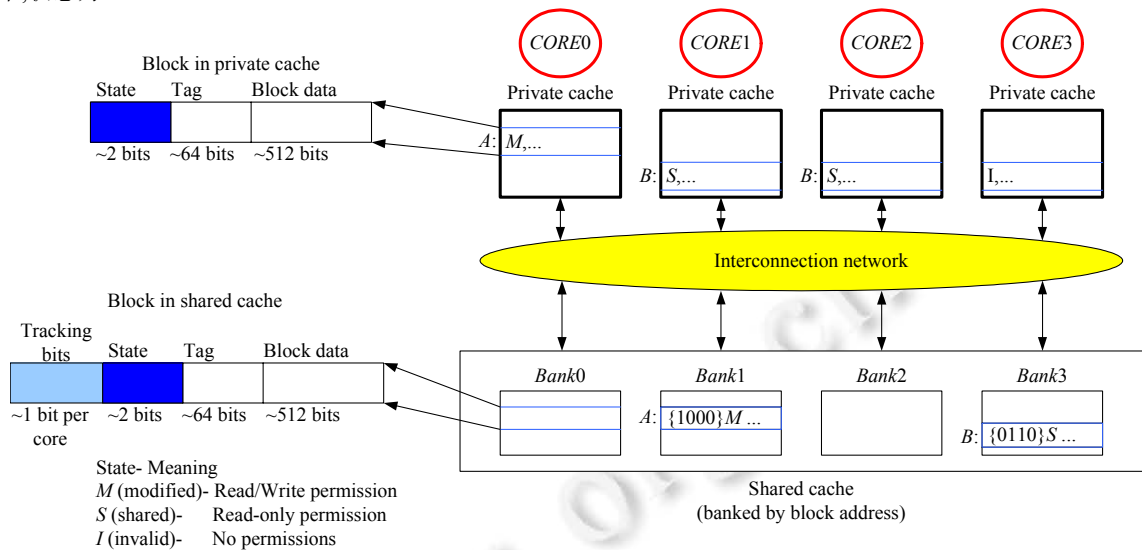 CORE0 CORE1 CORE2 CORE3
Block in private cache
Private cache Private cache Private cache Private cache
State Tag Block data
A: M,...
~2 bits ~64 bits ~512 bits
B: S,... B: S,... I,...
Interconnection network
Block in shared cache
Tracking bits State Tag Block data
Bank0 Bank1 Bank2 Bank3
A: {1000}M ...
B: {0110}S ...
~1 bit per core ~2 bits ~64 bits ~512 bits
State- Meaning
M (modified)- Read/Write permission
S (shared)- Read-only permission
I (invalid)- No permissions
Shared cache
(banked by block address)